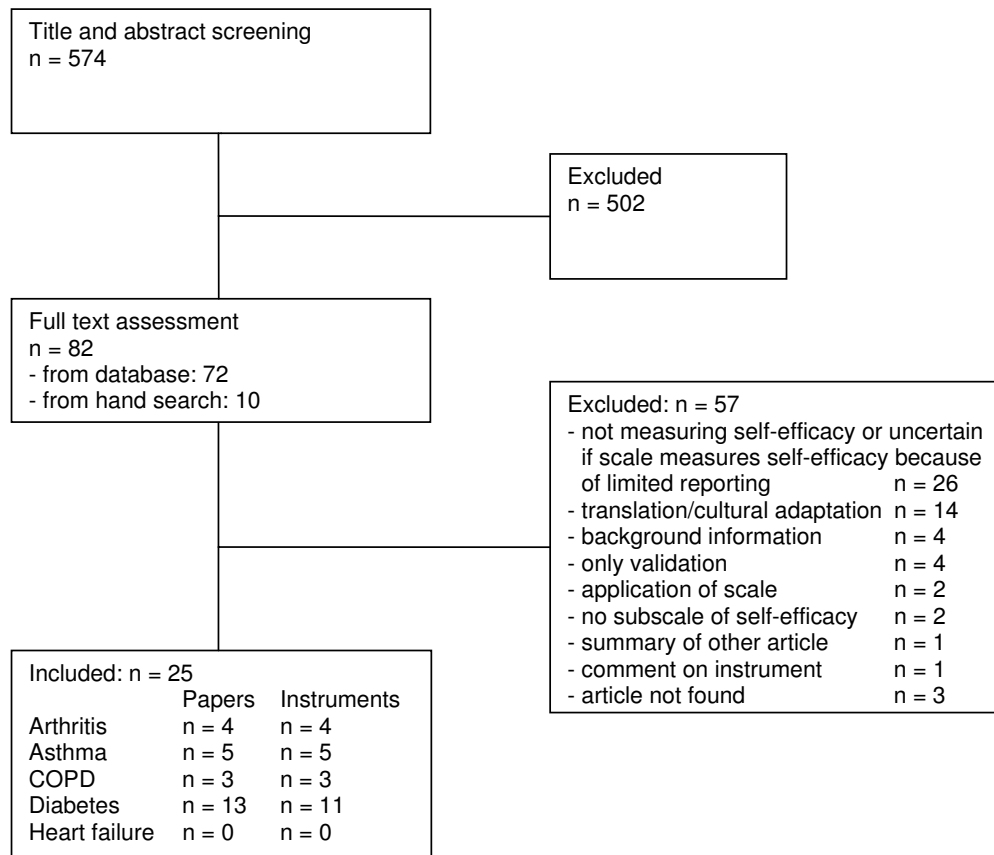 Title and abstract screening
n = 574
Excluded
n = 502
Full text assessment
n = 82
- from database: 72
- from hand search: 10
Excluded: n = 57
- not measuring self-efficacy or uncertain
if scale measures self-efficacy because
of limited reporting n = 26
- translation/cultural adaptation n = 14
- background information n = 4
- only validation n = 4
- application of scale n = 2
- no subscale of self-efficacy n = 2
- summary of other article n = 1
- comment on instrument n = 1
- article not found n = 3
Included: n = 25
Papers Instruments
Arthritis n = 4 n = 4
Asthma n = 5 n = 5
COPD n = 3 n = 3
Diabetes n = 13 n = 11
Heart failure n = 0 n = 0